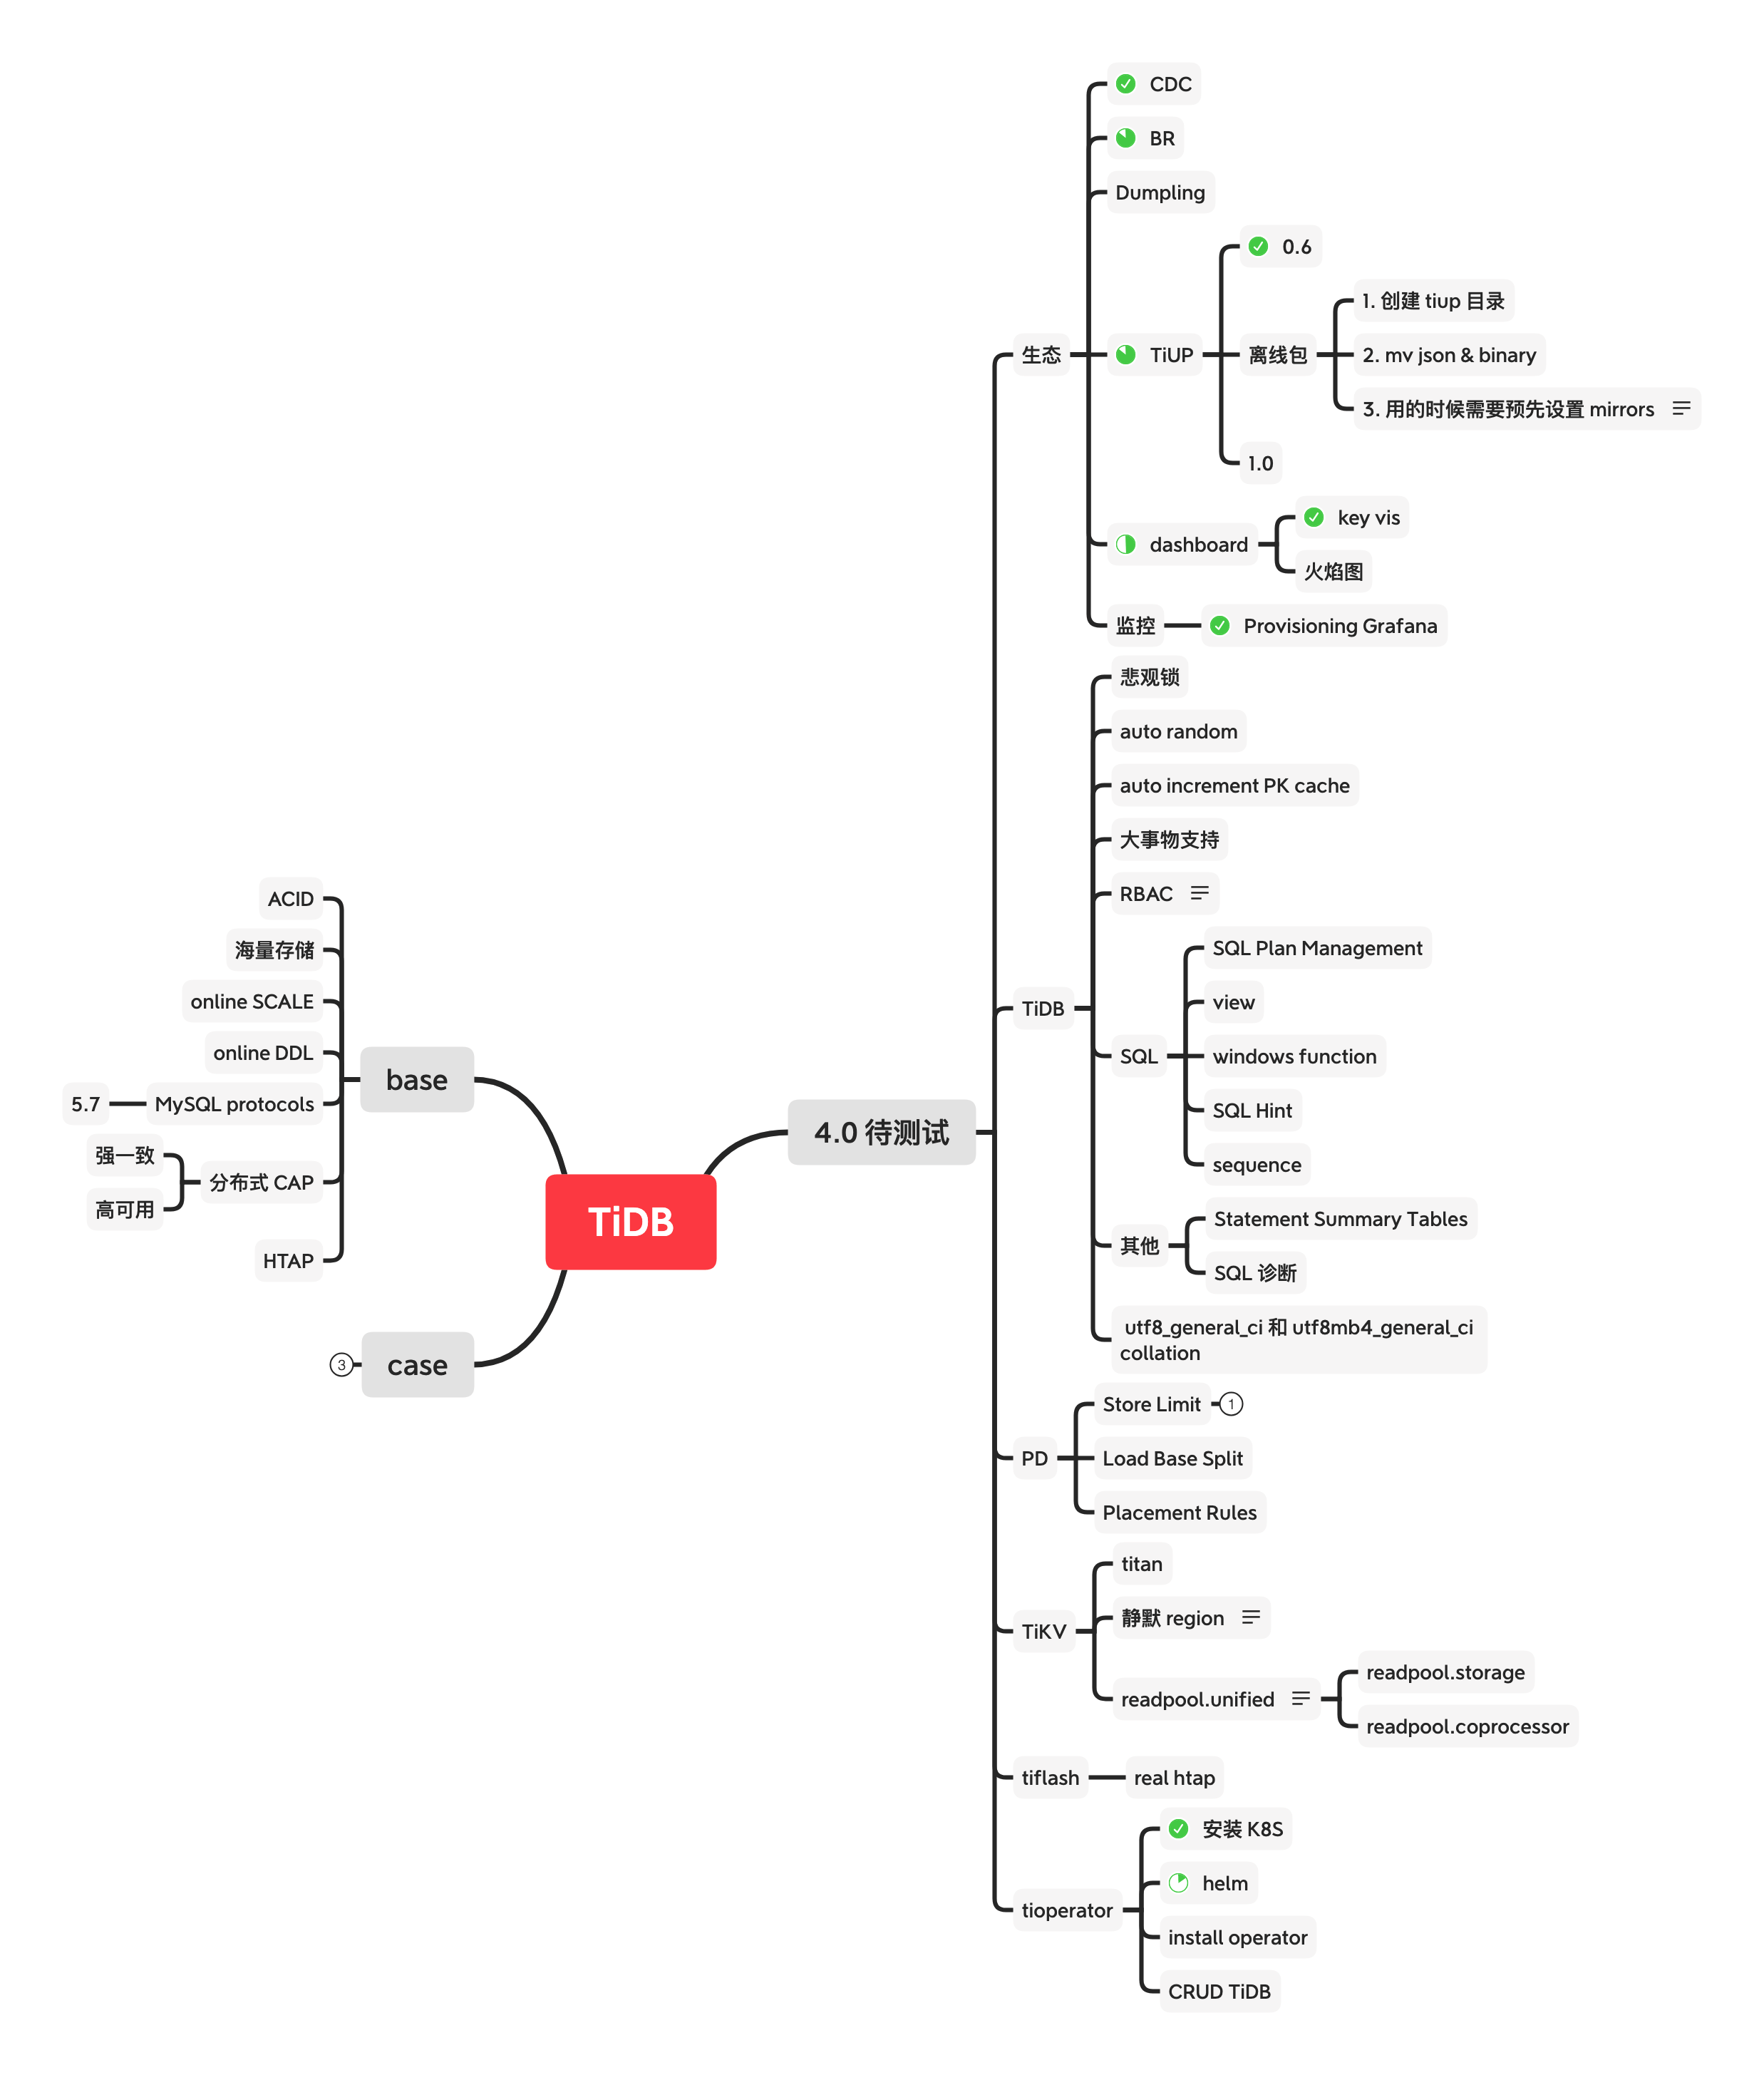 TiDB
4.0 待测试
生态
CDC
BR
Dumpling
TiUP
0.6
离线包
1. 创建 tiup 目录
2. mv json & binary
3. 用的时候需要预先设置 mirrors
1.0
dashboard
key vis
火焰图
监控
Provisioning Grafana
TiDB
悲观锁
auto random
auto increment PK cache
大事物支持
RBAC
SQL
SQL Plan Management
view
windows function
SQL Hint
sequence
其他
Statement Summary Tables
SQL 诊断
utf8_general_ci 和 utf8mb4_general_ci
collation
PD
Store Limit
1
Load Base Split
Placement Rules
TiKV
titan
静默 region
readpool.unified
readpool.storage
readpool.coprocessor
tiflash
real htap
tioperator
安装 K8S
helm
install operator
CRUD TiDB
base
ACID
海量存储
online SCALE
online DDL
MySQL protocols
5.7
分布式 CAP
强一致
高可用
HTAP
case
3